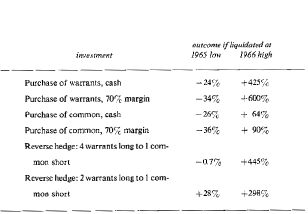 outcome if liquidated at
investment 1965 low 1966 high
Purchase of warrants, cash −24% +425%
Purchase of warrants, 70% margin −34% +600%
Purchase of common, cash −26% + 64%
Purchase of common, 70% margin −36% + 90%
Reverse hedge: 4 warrants long to 1 com-
mon short −0.7% +445%
Reverse hedge: 2 warrants long to 1 com-
mon short +28% +298%